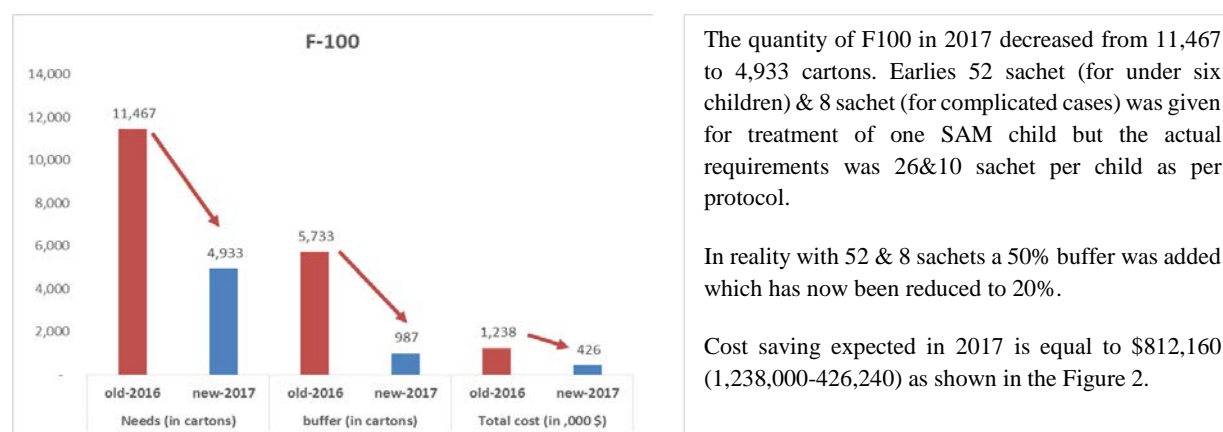 F-100
14,000
12,000
10,000
8,000
6,000
4,000
2,000
-
11,467
4,933
5,733
987
1,238
426
old-2016 new-2017 old-2016 new-2017 old-2016 new-2017
Needs (in cartons) buffer (in cartons) Total cost (in ,000 $)
The quantity of F100 in 2017 decreased from 11,467
to 4,933 cartons. Earlies 52 sachet (for under six
children) & 8 sachet (for complicated cases) was given
for treatment of one SAM child but the actual
requirements was 26&10 sachet per child as per
protocol.
In reality with 52 & 8 sachets a 50% buffer was added
which has now been reduced to 20%.
Cost saving expected in 2017 is equal to $812,160
(1,238,000-426,240) as shown in the Figure 2.